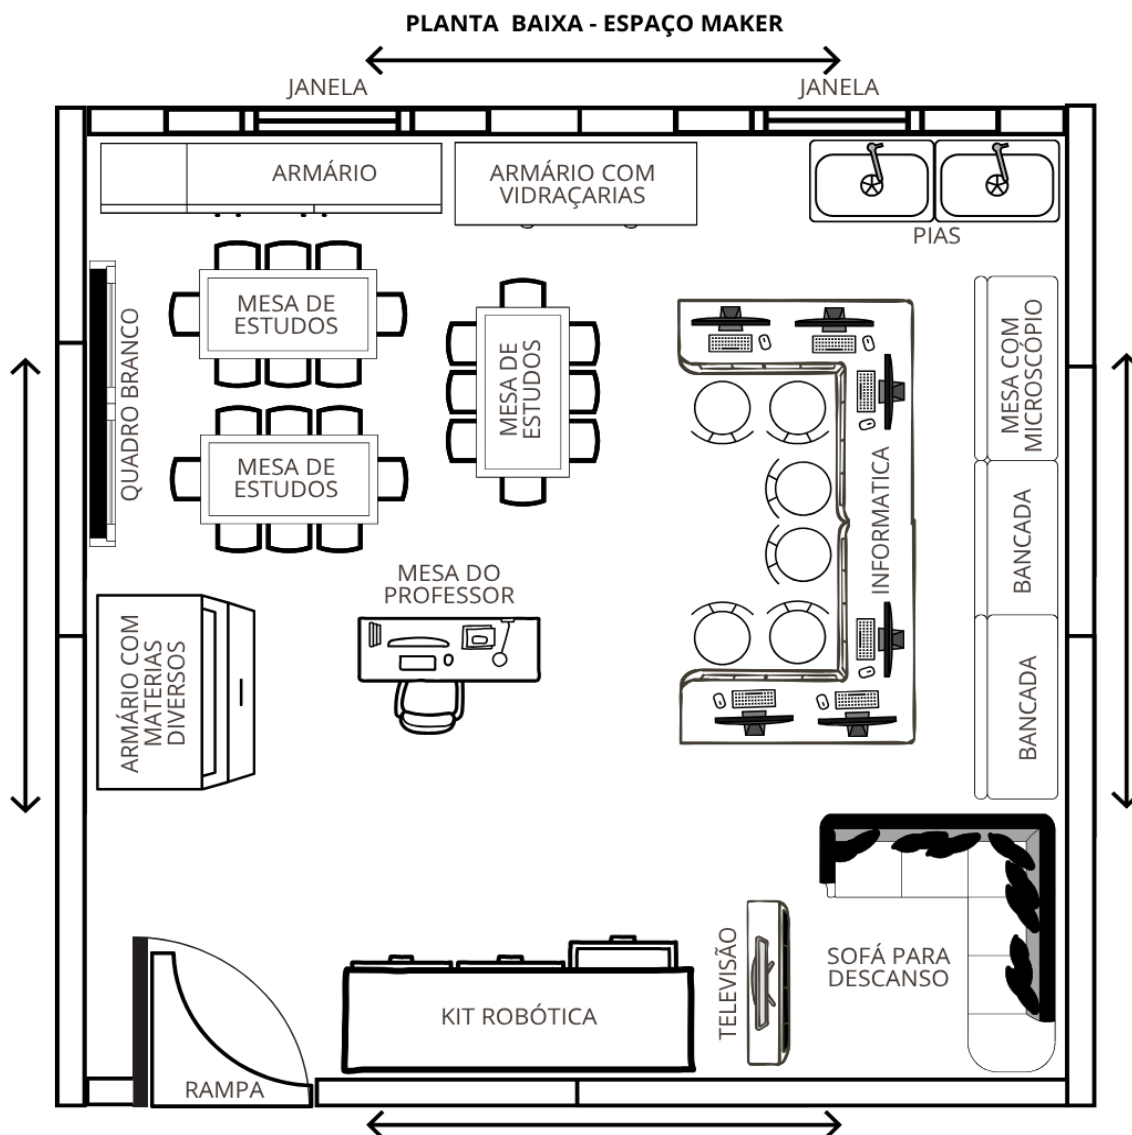 PLANTA BAIXA - ESPAÇO MAKER
JANELA
JANELA
ARMÁRIO
ARMÁRIO COM
VIDRAÇARIAS
PIAS
QUADRO BRANCO
MESA DE
ESTUDOS
MESA DE
ESTUDOS
MESA DE
ESTUDOS
INFORMATICA
MESA COM
MICROSCÓPIO
BANCADA
BANCADA
MESA DO
PROFESSOR
ARMÁRIO COM
MATERIAS
DIVERSOS
TELEVISÃO
SOFÁ PARA
DESCANSO
KIT ROBÓTICA
RAMPA